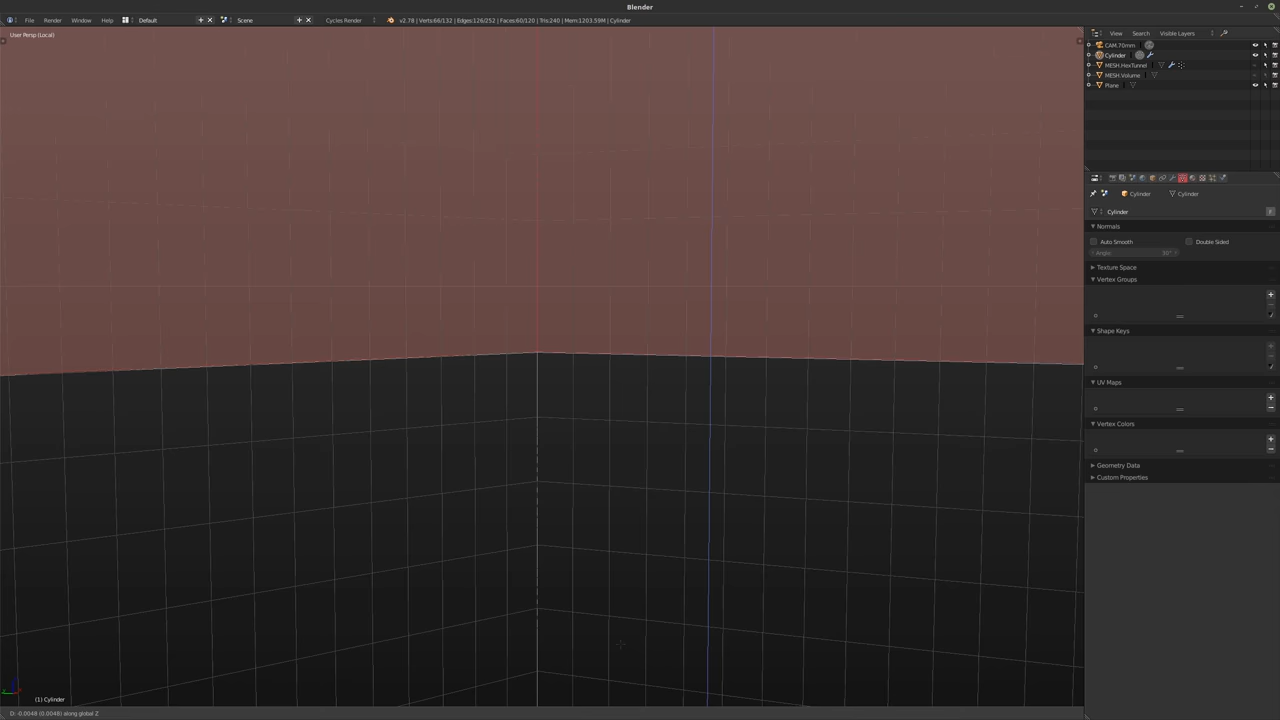 Blender
File Render Window Help Default Scene Cycles Render v2.78 | Verts:66/132 | Edges:126/252 | Faces:60/120 | Tris:240 | Mem:1203.59M | Cylinder
User Persp (Local)
View Search Visible Layers
CAM.70mm
Cylinder
MESH.HexTunnel
MESH.Volume
Plane
Cylinder Cylinder
Cylinder F
Normals
Auto Smooth Double Sided
Angle: 30°
Texture Space
Vertex Groups
Shape Keys
UV Maps
Vertex Colors
Geometry Data
Custom Properties
(1) Cylinder
D: -0.0048 (0.0048) along global Z